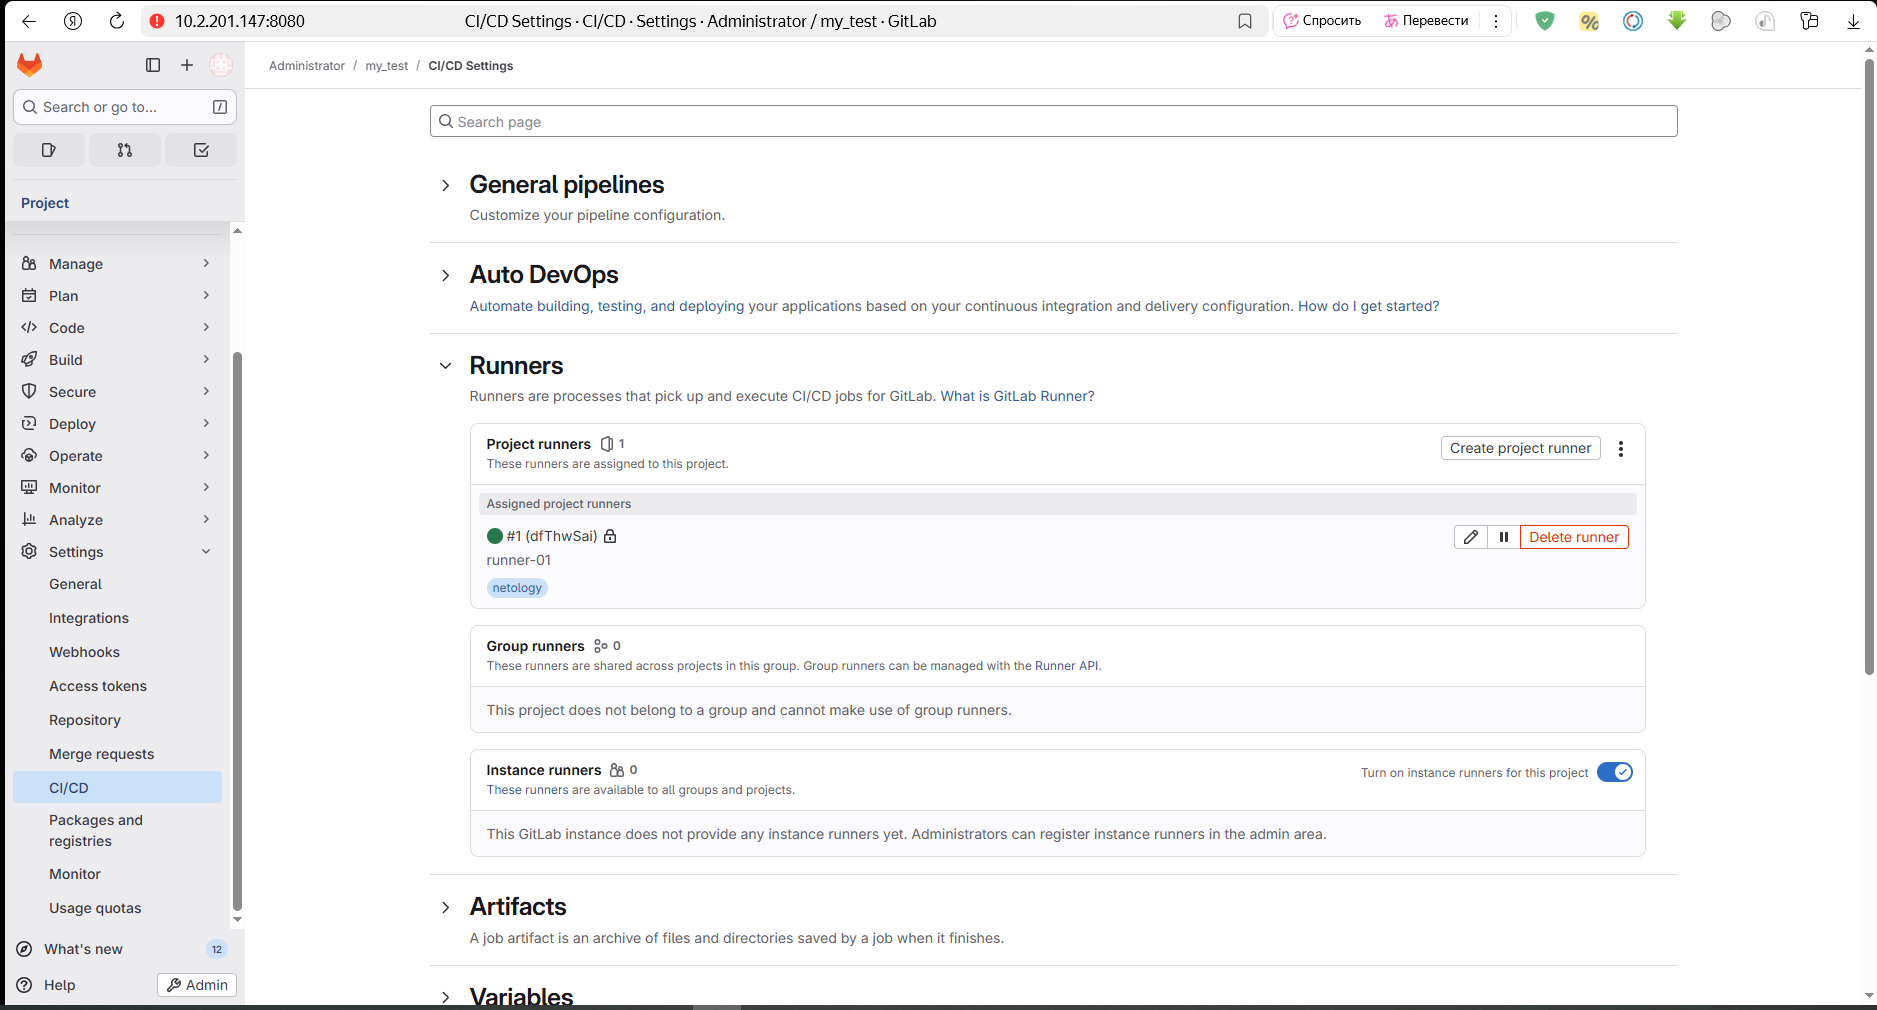 10.2.201.147:8080
CI/CD Settings · CI/CD · Settings · Administrator / my_test · GitLab
Спросить
Перевести
Administrator / my_test / CI/CD Settings
Search or go to...
Project
Manage
Plan
Code
Build
Secure
Deploy
Operate
Monitor
Analyze
Settings
General
Integrations
Webhooks
Access tokens
Repository
Merge requests
CI/CD
Packages and
registries
Monitor
Usage quotas
What's new 12
Help
Admin
Search page
General pipelines
Customize your pipeline configuration.
Auto DevOps
Automate building, testing, and deploying your applications based on your continuous integration and delivery configuration. How do I get started?
Runners
Runners are processes that pick up and execute CI/CD jobs for GitLab. What is GitLab Runner?
Project runners 1
These runners are assigned to this project.
Create project runner
Assigned project runners
#1 (dfThwSai)
Delete runner
runner-01
netology
Group runners 0
These runners are shared across projects in this group. Group runners can be managed with the Runner API.
This project does not belong to a group and cannot make use of group runners.
Instance runners 0
These runners are available to all groups and projects.
Turn on instance runners for this project
This GitLab instance does not provide any instance runners yet. Administrators can register instance runners in the admin area.
Artifacts
A job artifact is an archive of files and directories saved by a job when it finishes.
Variables